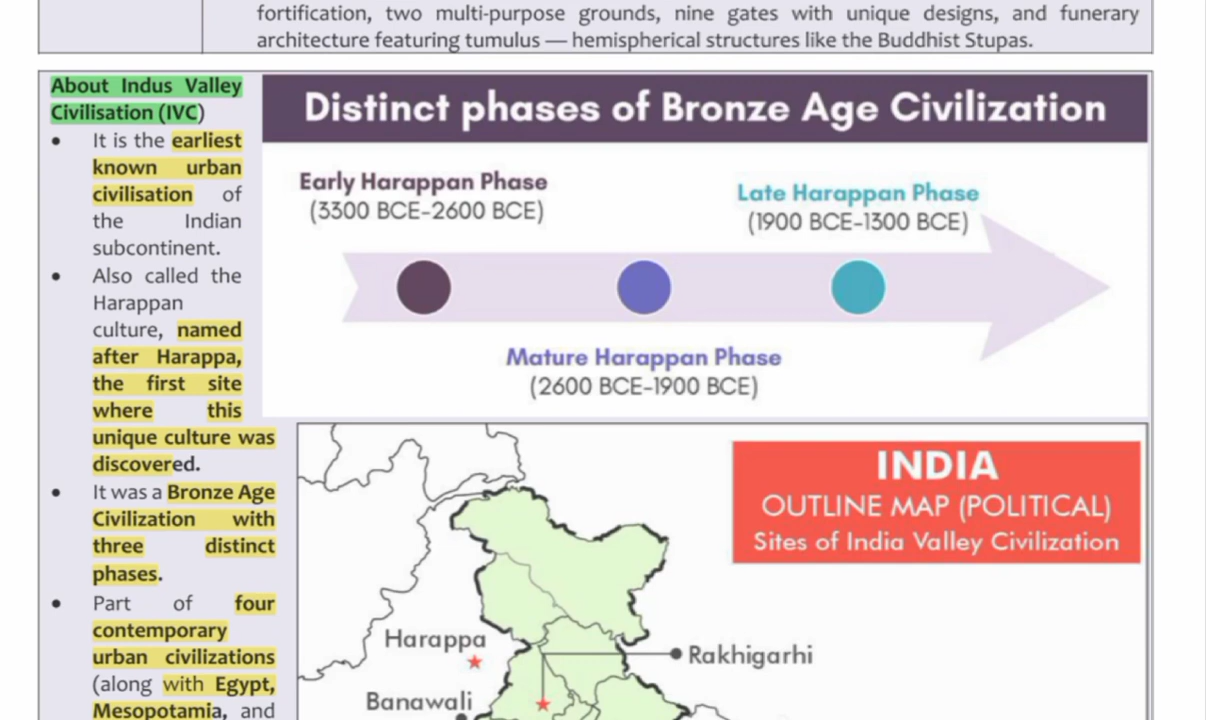 fortification, two multi-purpose grounds, nine gates with unique designs, and funerary
architecture featuring tumulus — hemispherical structures like the Buddhist Stupas.
About Indus Valley
Civilisation (IVC)
• It is the earliest
known urban
civilisation of
the Indian
subcontinent.
• Also called the
Harappan
culture, named
after Harappa,
the first site
where this
unique culture was
discovered.
• It was a Bronze Age
Civilization with
three distinct
phases.
• Part of four
contemporary
urban civilizations
(along with Egypt,
Mesopotamia, and
Distinct phases of Bronze Age Civilization
Early Harappan Phase
(3300 BCE-2600 BCE)
Late Harappan Phase
(1900 BCE-1300 BCE)
Mature Harappan Phase
(2600 BCE-1900 BCE)
INDIA
OUTLINE MAP (POLITICAL)
Sites of India Valley Civilization
Harappa
Rakhigarhi
Banawali